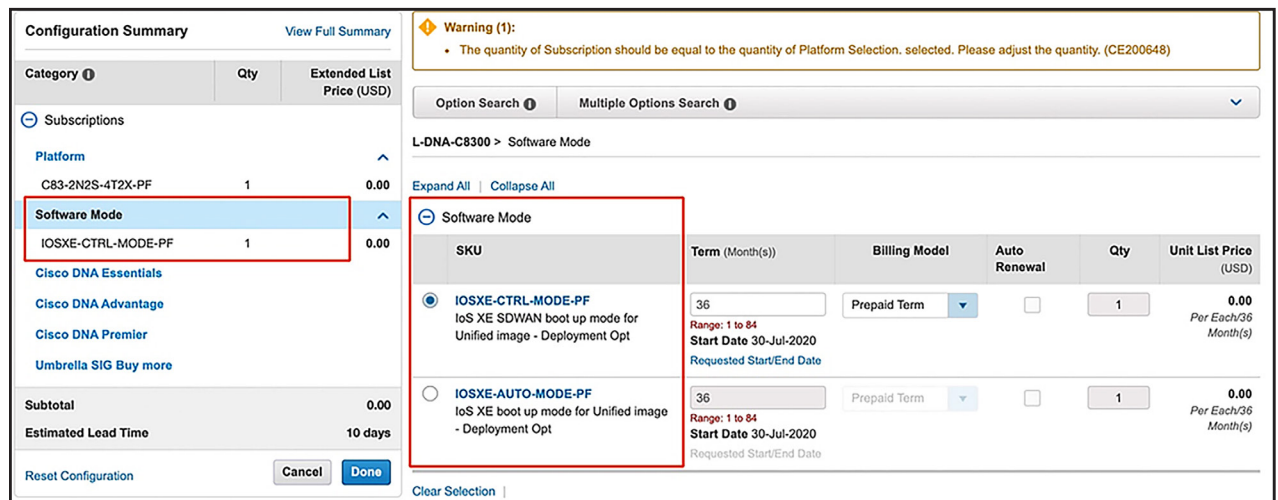 Configuration Summary
View Full Summary
Category
Qty
Extended List
Price (USD)
Subscriptions
Platform
C83-2N2S-4T2X-PF 1 0.00
Software Mode
IOSXE-CTRL-MODE-PF 1 0.00
Cisco DNA Essentials
Cisco DNA Advantage
Cisco DNA Premier
Umbrella SIG Buy more
Subtotal 0.00
Estimated Lead Time 10 days
Reset Configuration
Cancel
Done
Warning (1):
• The quantity of Subscription should be equal to the quantity of Platform Selection. selected. Please adjust the quantity. (CE200648)
Option Search
Multiple Options Search
L-DNA-C8300 > Software Mode
Expand All | Collapse All
Software Mode
SKU
Term (Month(s))
Billing Model
Auto
Renewal
Qty
Unit List Price
(USD)
IOSXE-CTRL-MODE-PF
IoS XE SDWAN boot up mode for
Unified image - Deployment Opt
36
Range: 1 to 84
Start Date 30-Jul-2020
Requested Start/End Date
Prepaid Term
1
0.00
Per Each/36
Month(s)
IOSXE-AUTO-MODE-PF
IoS XE boot up mode for Unified image
- Deployment Opt
36
Range: 1 to 84
Start Date 30-Jul-2020
Requested Start/End Date
Prepaid Term
1
0.00
Per Each/36
Month(s)
Clear Selection |